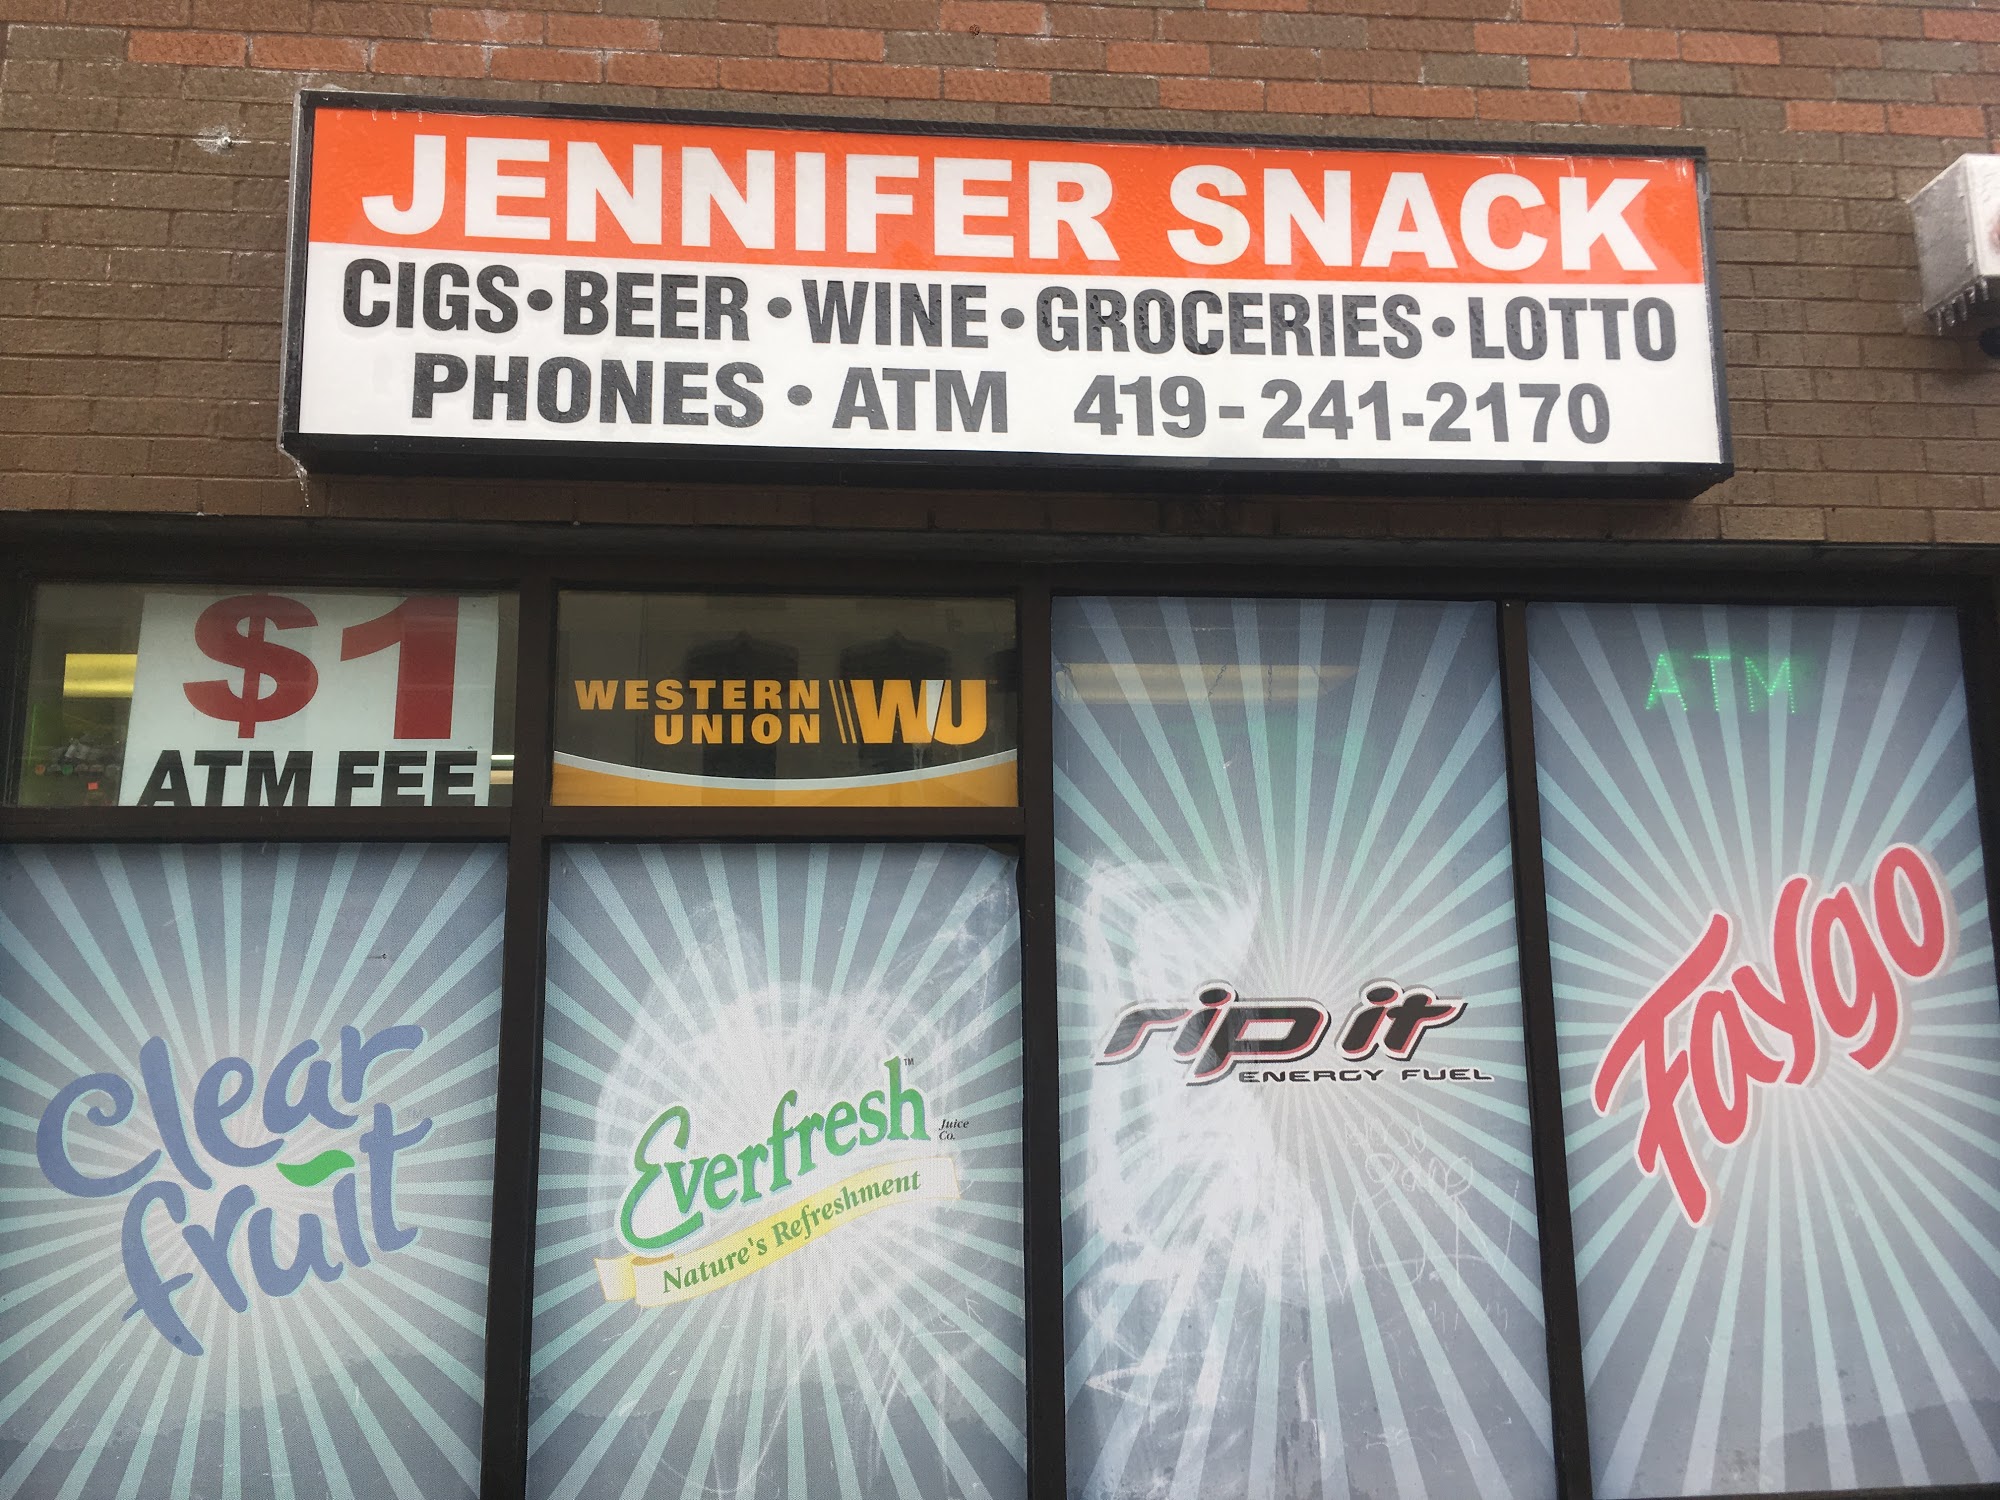 JENNIFER SNACK
CIGS•BEER•WINE•GROCERIES•LOTTO
PHONES•ATM 419-241-2170
$1
ATM FEE
WESTERN
UNION WU
ATM
clear
fruit
Everfresh™
Juice
Co.
Nature's Refreshment
rip it
ENERGY FUEL
Faygo